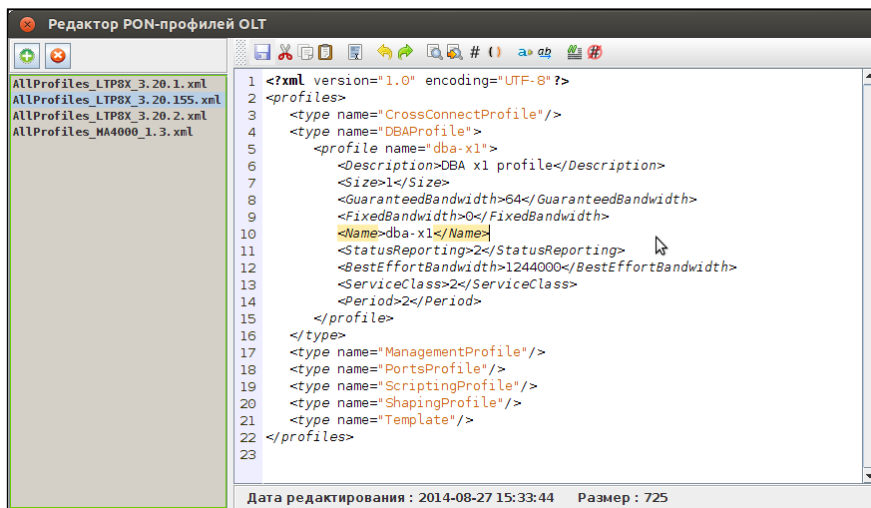 Редактор PON-профилей OLT
AllProfiles_LTP8X_3.20.1.xml
AllProfiles_LTP8X_3.20.155.xml
AllProfiles_LTP8X_3.20.2.xml
AllProfiles_MA4000_1.3.xml
1 <?xml version="1.0" encoding="UTF-8"?>
2 <profiles>
3 <type name="CrossConnectProfile"/>
4 <type name="DBAProfile">
5 <profile name="dba-x1">
6 <Description>DBA x1 profile</Description>
7 <Size>1</Size>
8 <GuaranteedBandwidth>64</GuaranteedBandwidth>
9 <FixedBandwidth>0</FixedBandwidth>
10 <Name>dba-x1</Name>
11 <StatusReporting>2</StatusReporting>
12 <BestEffortBandwidth>1244000</BestEffortBandwidth>
13 <ServiceClass>2</ServiceClass>
14 <Period>2</Period>
15 </profile>
16 </type>
17 <type name="ManagementProfile"/>
18 <type name="PortsProfile"/>
19 <type name="ScriptingProfile"/>
20 <type name="ShapingProfile"/>
21 <type name="Template"/>
22 </profiles>
23
Дата редактирования : 2014-08-27 15:33:44 Размер : 725